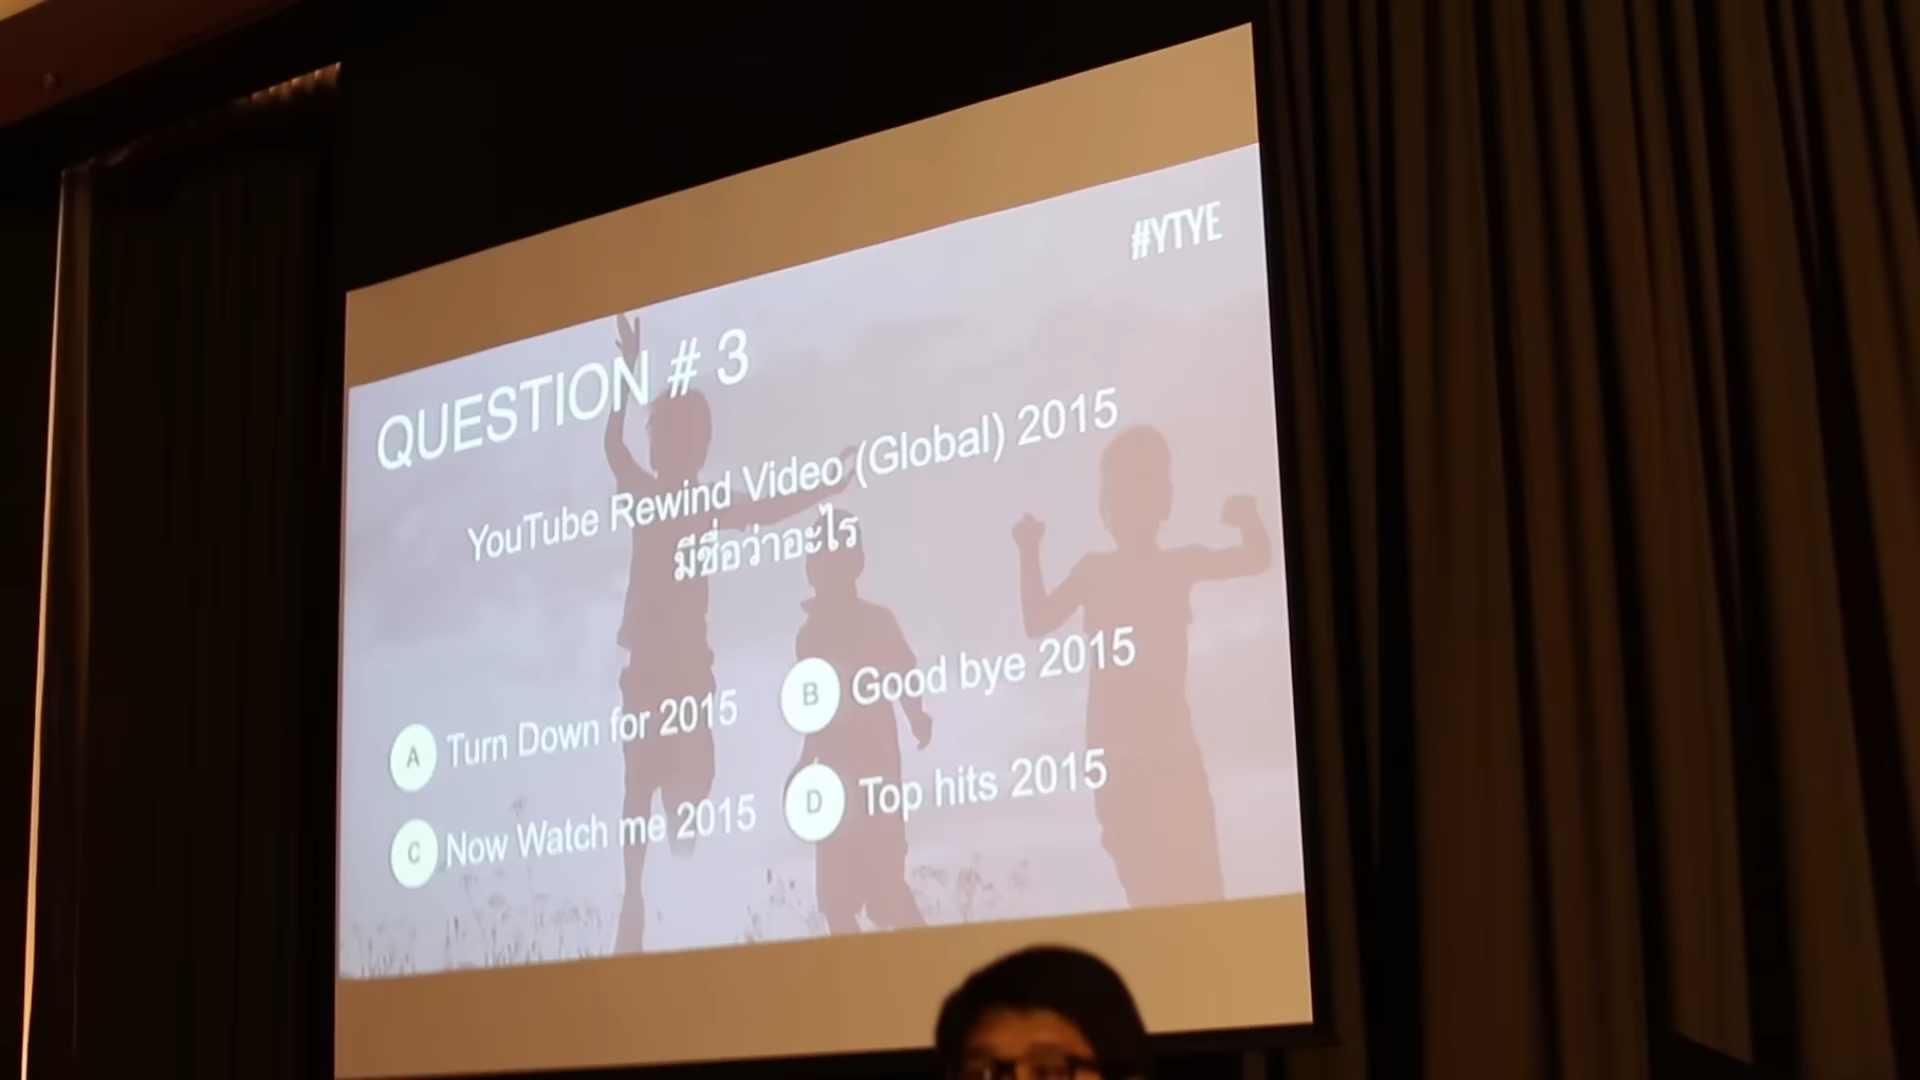 #YTYE
QUESTION # 3
YouTube Rewind Video (Global) 2015
มีชื่อว่าอะไร
A Turn Down for 2015
B Good bye 2015
C Now Watch me 2015
D Top hits 2015